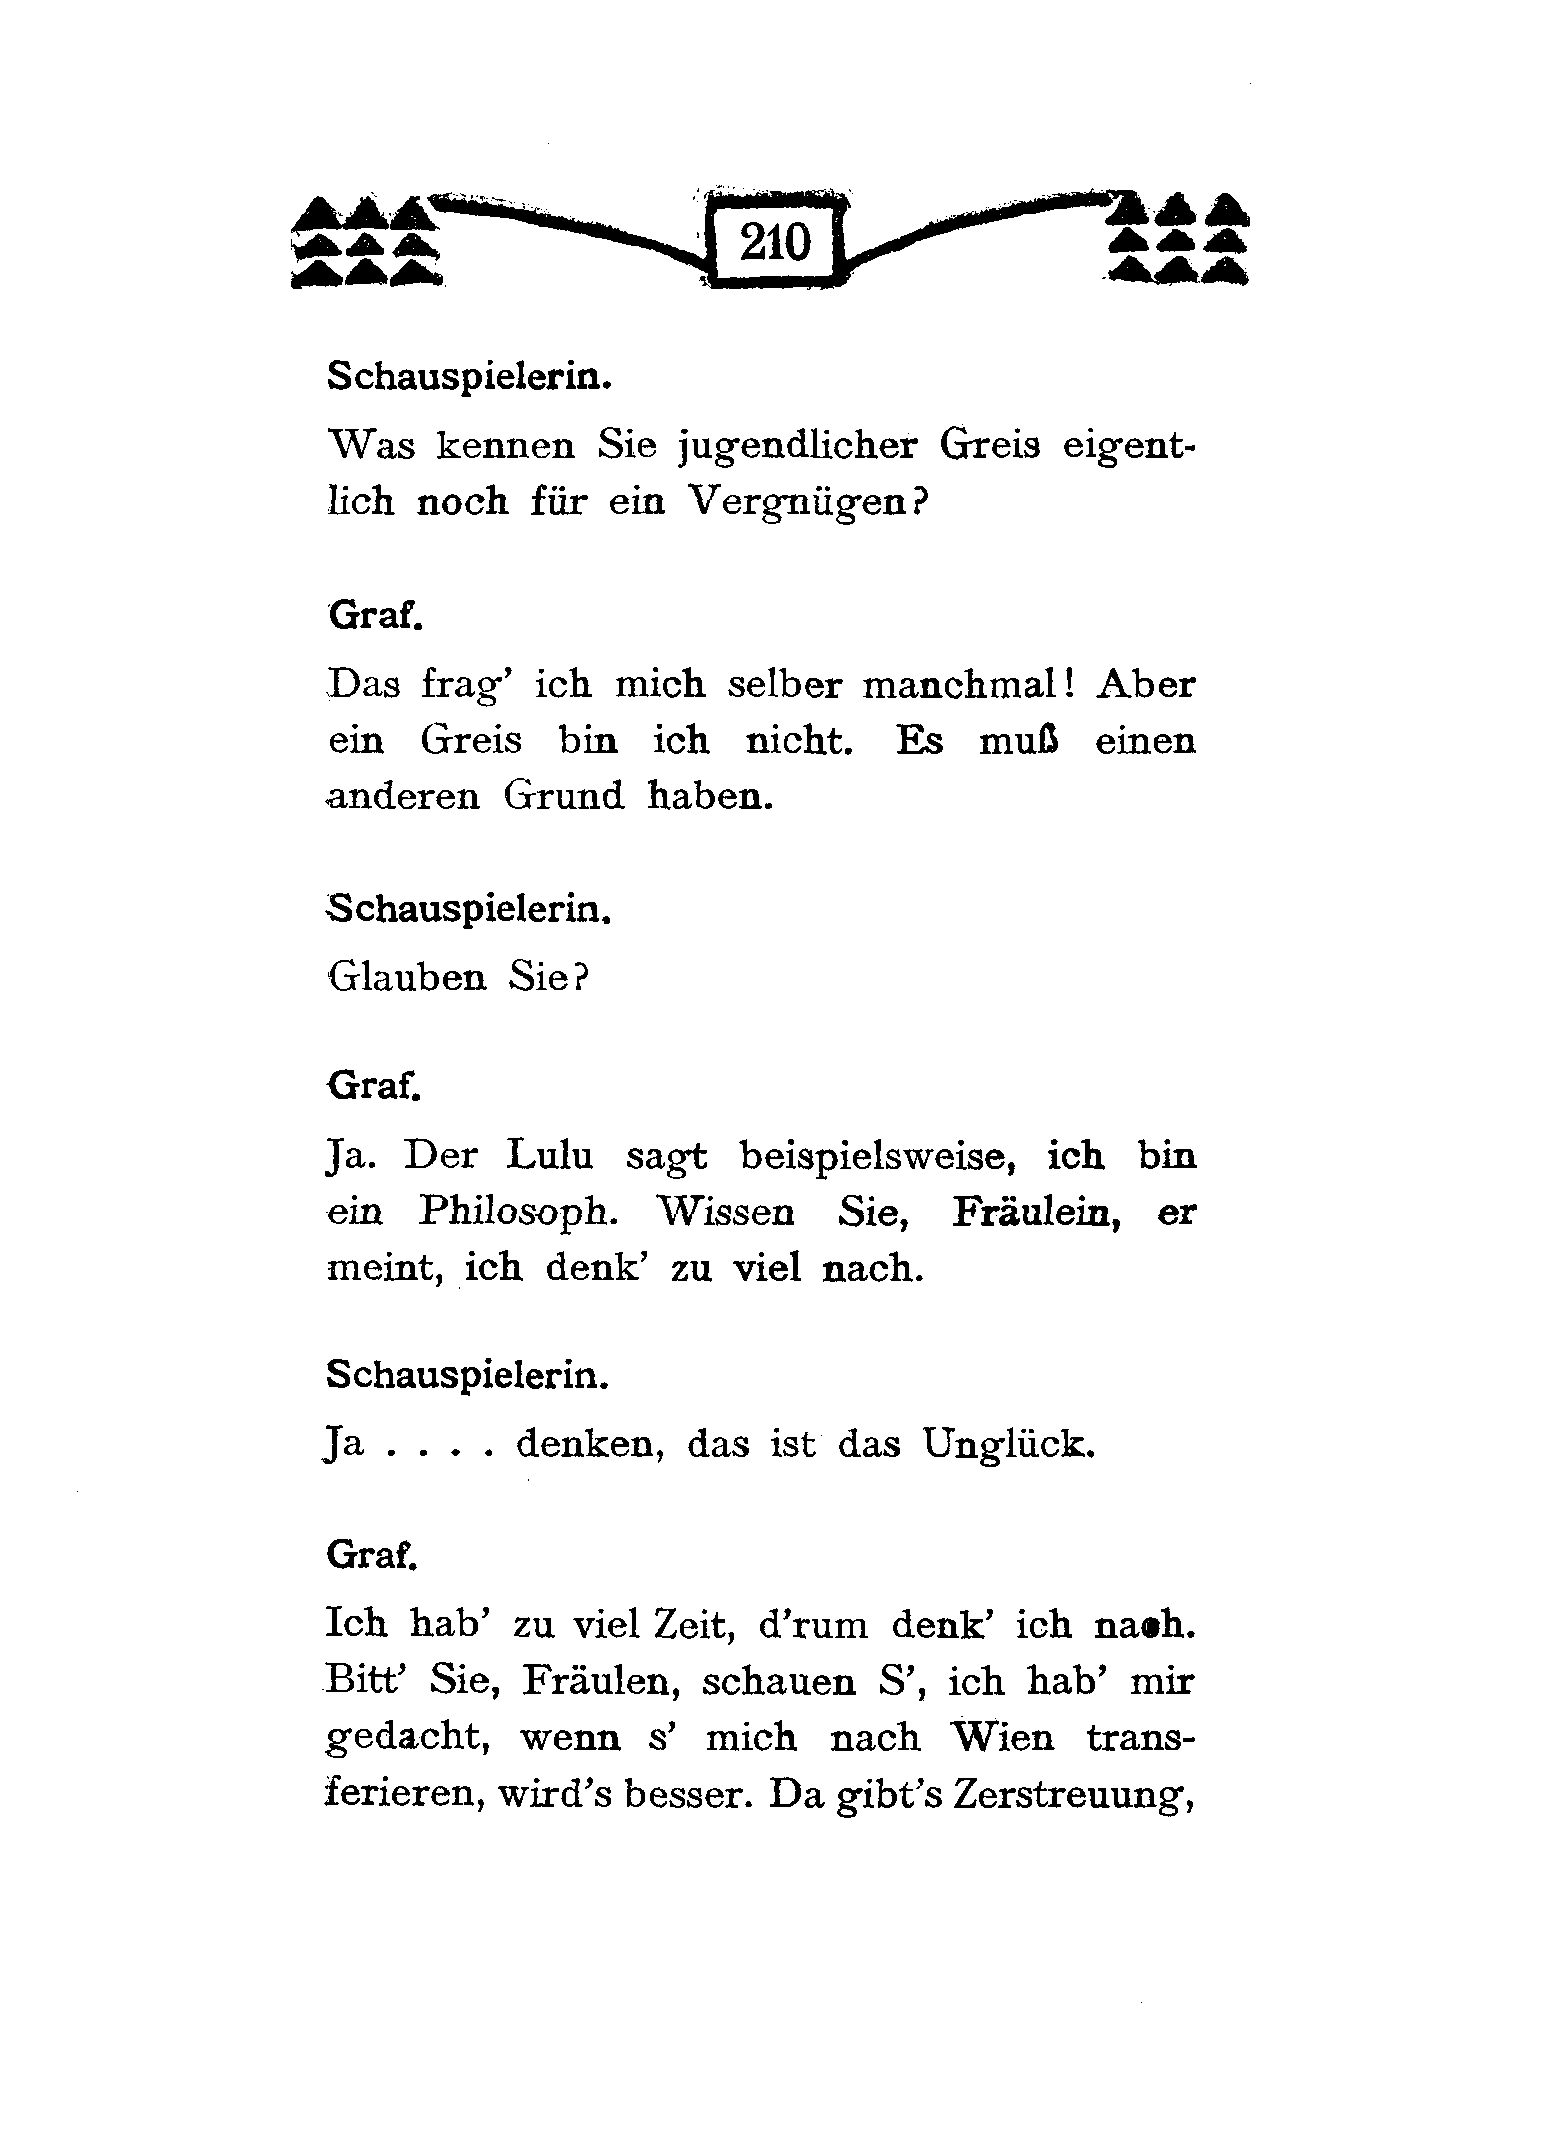 210
Schauspielerin.
Was kennen Sie jugendlicher Greis eigent-
lich noch für ein Vergnügen?
Graf.
Das frag’ ich mich selber manchmal! Aber
ein Greis bin ich nicht. Es muß einen
anderen Grund haben.
Schauspielerin.
Glauben Sie?
Graf.
Ja. Der Lulu sagt beispielsweise, ich bin
ein Philosoph. Wissen Sie, Fräulein, er
meint, ich denk’ zu viel nach.
Schauspielerin.
Ja . . . . denken, das ist das Unglück.
Graf.
Ich hab’ zu viel Zeit, d’rum denk’ ich nach.
Bitt’ Sie, Fräulen, schauen S’, ich hab’ mir
gedacht, wenn s’ mich nach Wien trans-
ferieren, wird’s besser. Da gibt’s Zerstreuung,